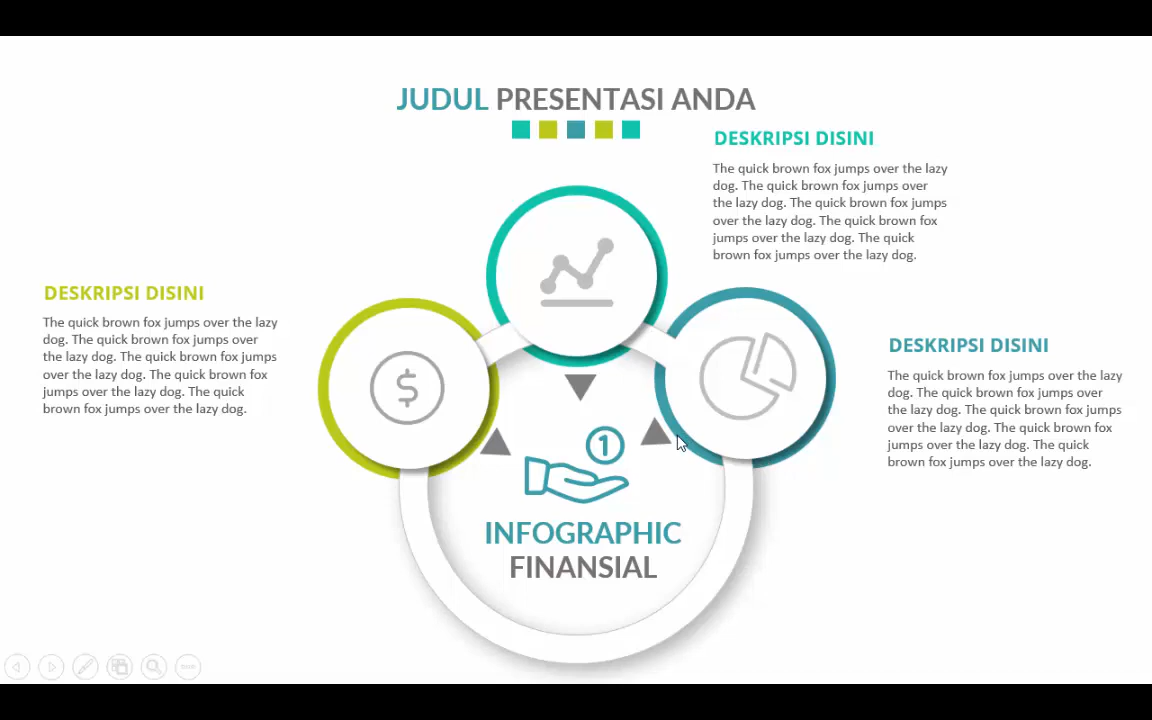 JUDUL PRESENTASI ANDA
DESKRIPSI DISINI
The quick brown fox jumps over the lazy
dog. The quick brown fox jumps over
the lazy dog. The quick brown fox jumps
over the lazy dog. The quick brown fox
jumps over the lazy dog. The quick
brown fox jumps over the lazy dog.
DESKRIPSI DISINI
The quick brown fox jumps over the lazy
dog. The quick brown fox jumps over
the lazy dog. The quick brown fox jumps
over the lazy dog. The quick brown fox
jumps over the lazy dog. The quick
brown fox jumps over the lazy dog.
DESKRIPSI DISINI
The quick brown fox jumps over the lazy
dog. The quick brown fox jumps over
the lazy dog. The quick brown fox jumps
over the lazy dog. The quick brown fox
jumps over the lazy dog. The quick
brown fox jumps over the lazy dog.
$
1
INFOGRAPHIC
FINANSIAL